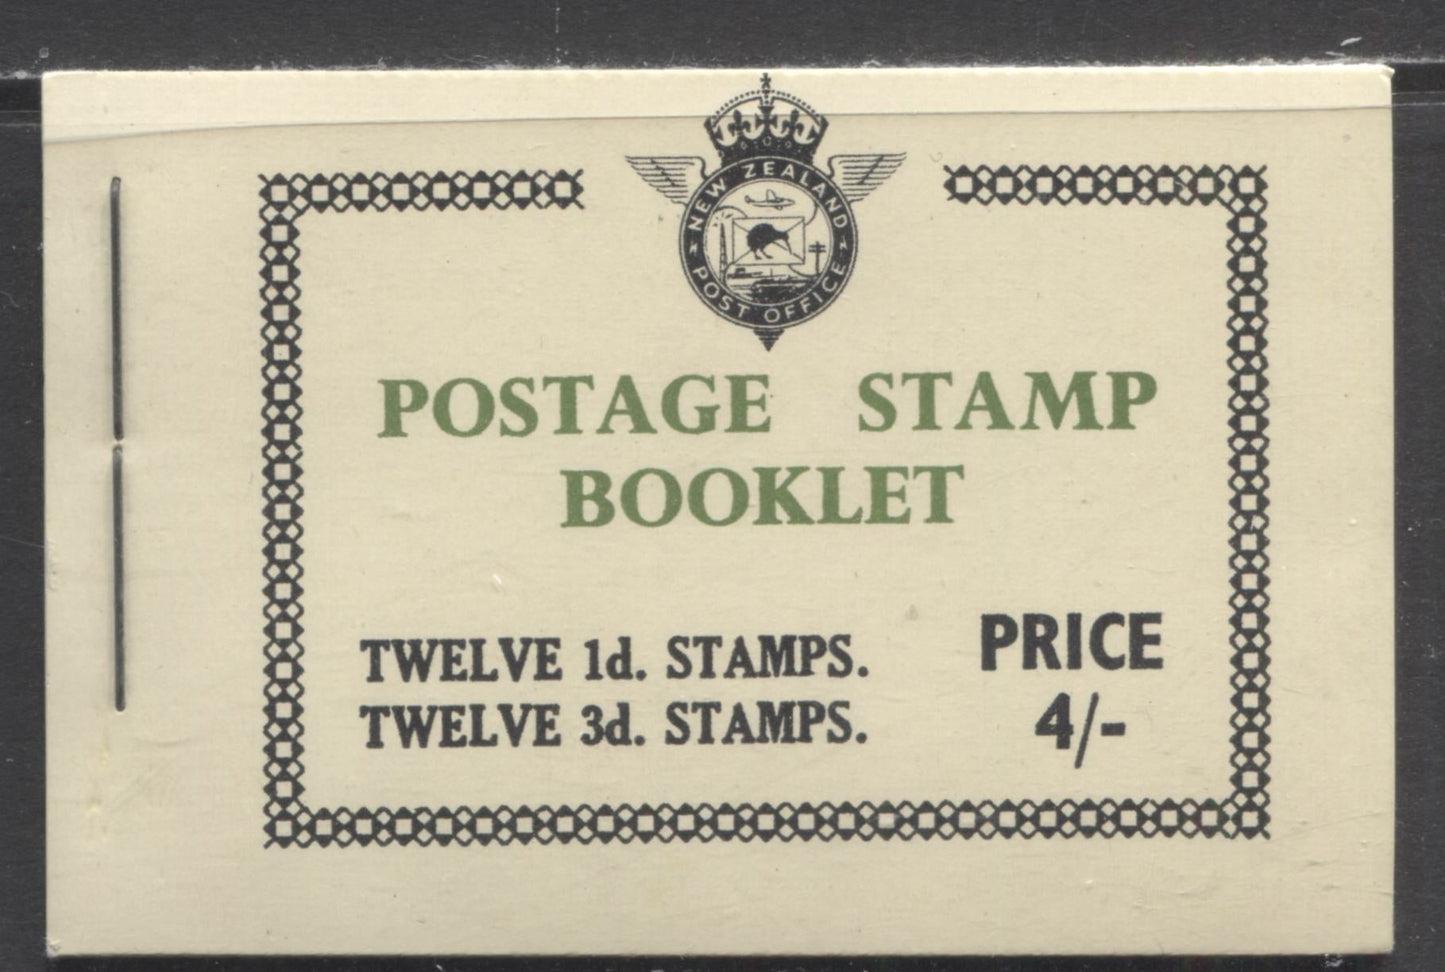 NEW ZEALAND
POST OFFICE
POSTAGE STAMP
BOOKLET
TWELVE 1d. STAMPS.
TWELVE 3d. STAMPS.
PRICE
4/-